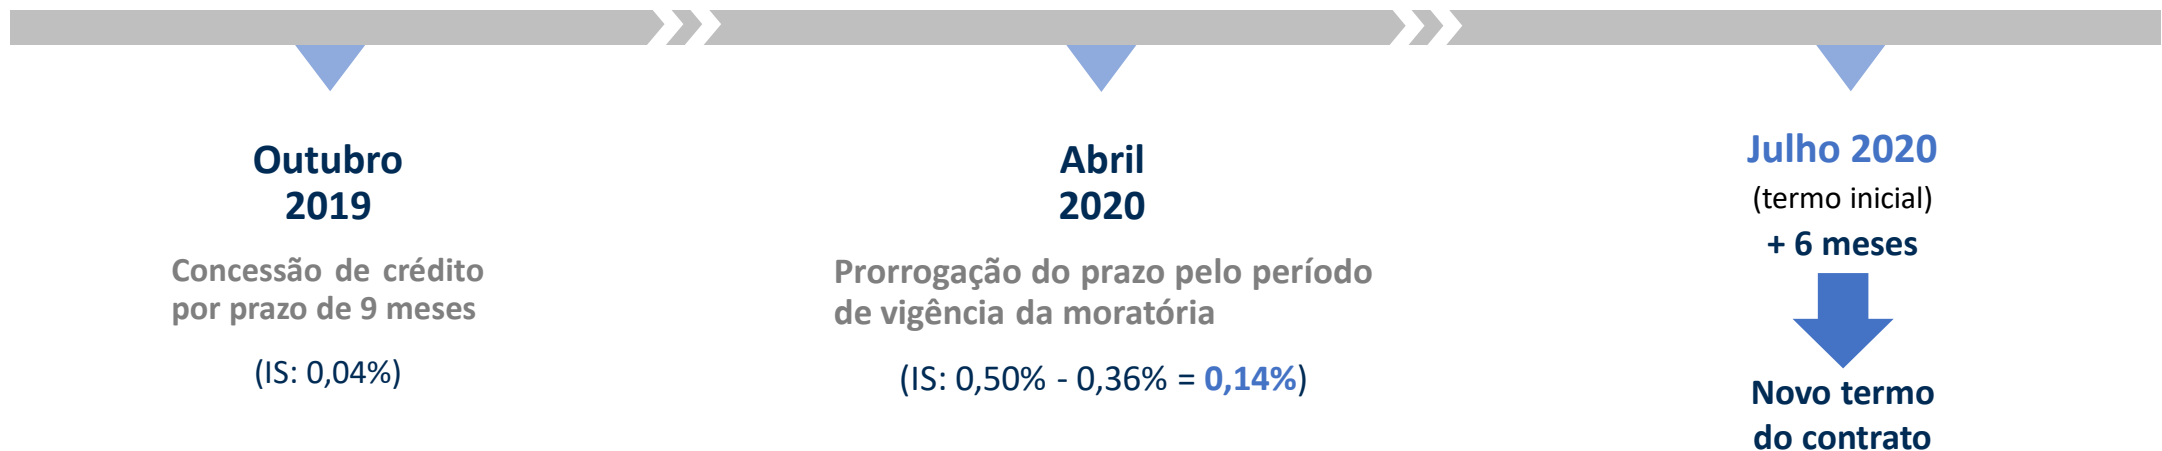 Outubro
2019
Concessão de crédito
por prazo de 9 meses
(IS: 0,04%)
Abril
2020
Prorrogação do prazo pelo período
de vigência da moratória
(IS: 0,50% - 0,36% = 0,14%)
Julho 2020
(termo inicial)
+ 6 meses
Novo termo
do contrato